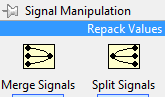 Signal Manipulation
Repack Values
Merge Signals
Split Signals